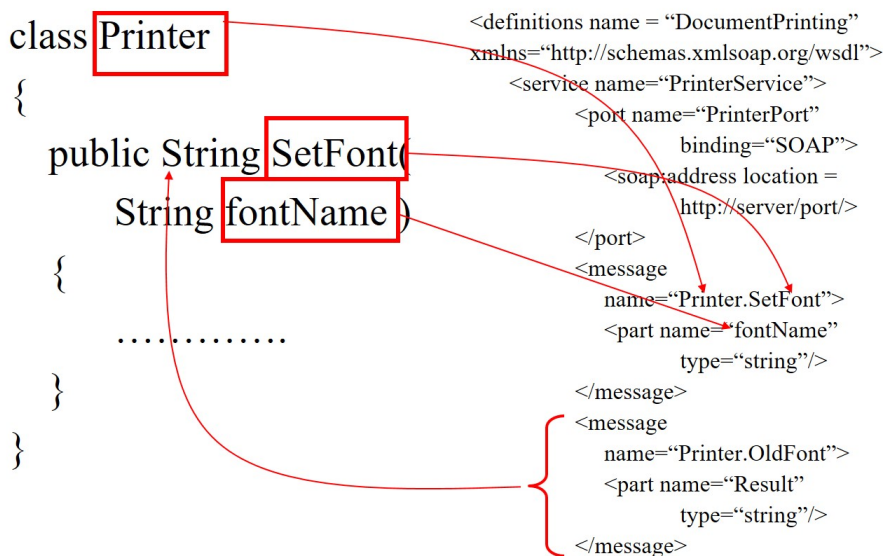 class Printer
{
public String SetFont(
String fontName )
{
.............
}
}
<definitions name = “DocumentPrinting”
xmlns=“http://schemas.xmlsoap.org/wsdl”>
<service name=“PrinterService”>
<port name=“PrinterPort”
binding=“SOAP”>
<soap:address location =
http://server/port/>
</port>
<message
name=“Printer.SetFont”>
<part name=“fontName”
type=“string”/>
</message>
<message
name=“Printer.OldFont”>
<part name=“Result”
type=“string”/>
</message>